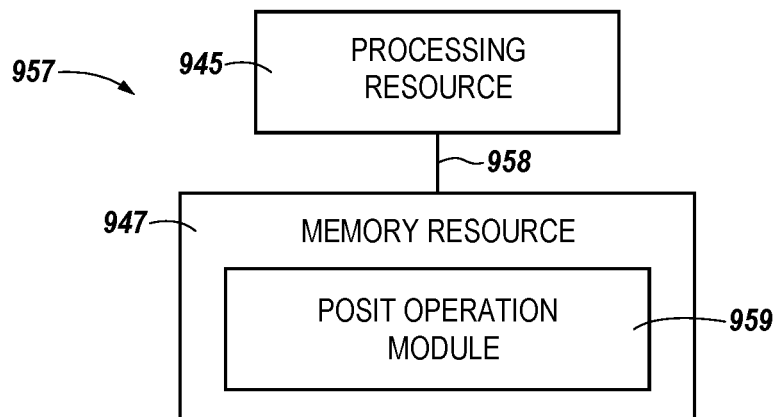 957
945
PROCESSING
RESOURCE
958
947
MEMORY RESOURCE
POSIT OPERATION
MODULE
959